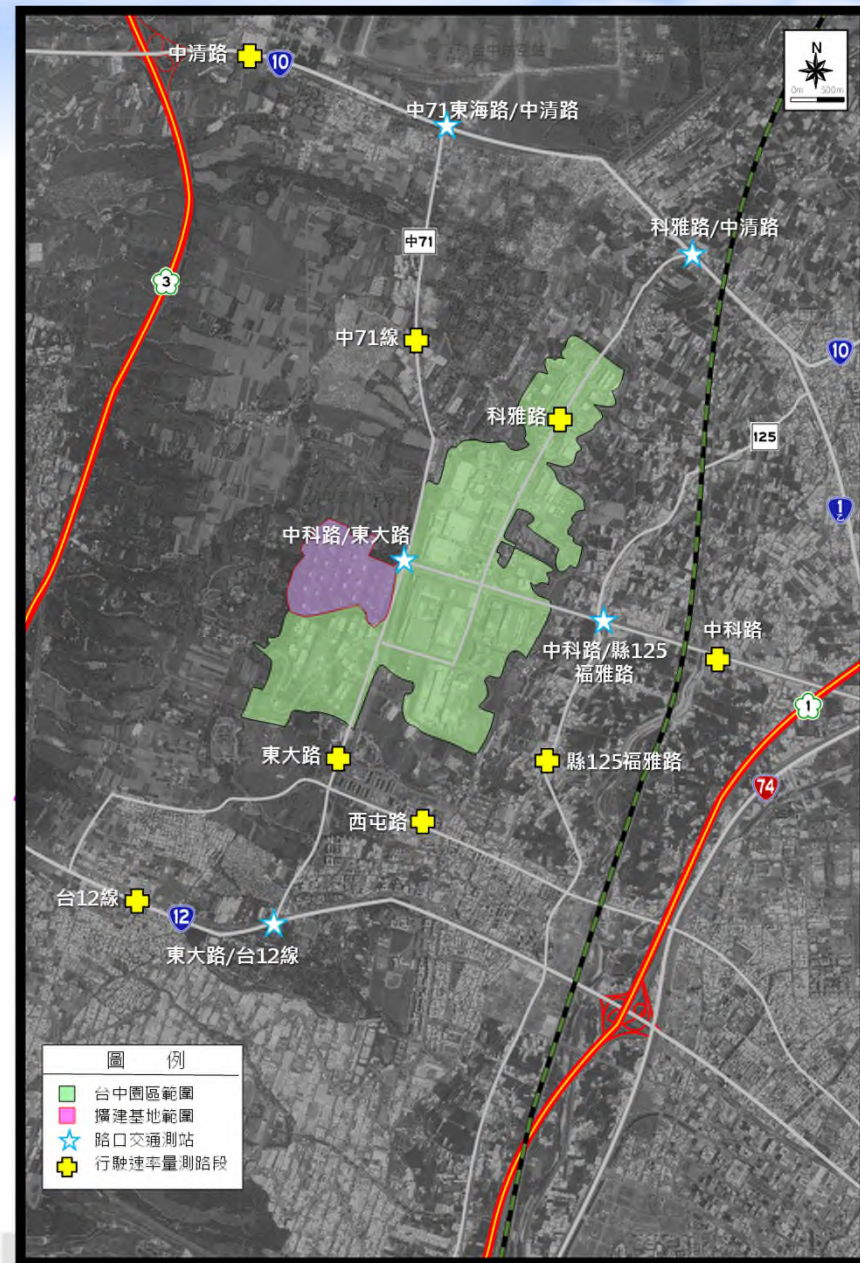 中清路
10
N
0m 500m
中71東海路/中清路
中71
科雅路/中清路
3
中71線
10
科雅路
125
1
乙
中科路/東大路
中科路/縣125
福雅路
中科路
1
東大路
縣125福雅路
74
西屯路
台12線
12
東大路/台12線
圖 例
台中園區範圍
擴建基地範圍
路口交通測站
行駛速率量測路段